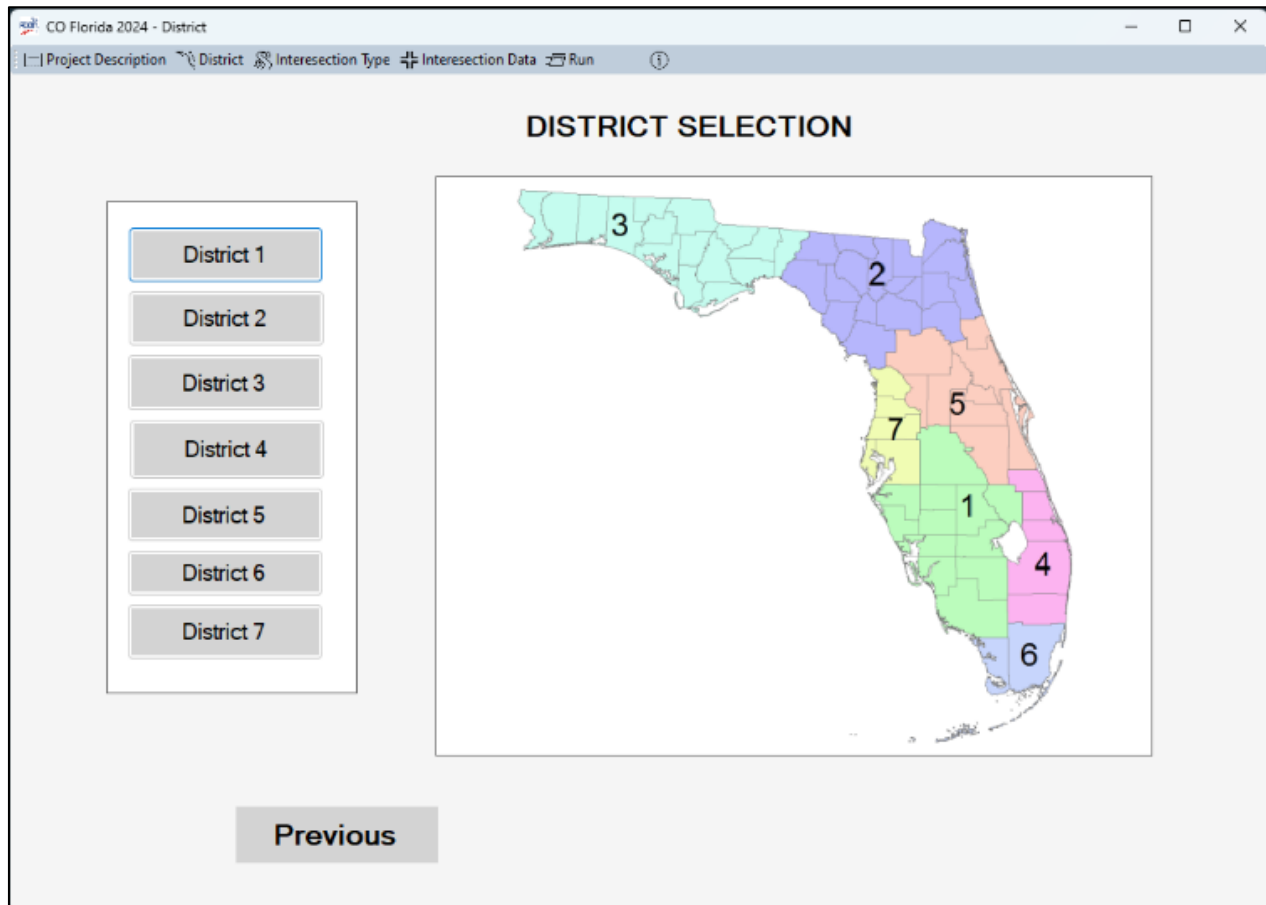 CO Florida 2024 - District
Project Description District Interesection Type Interesection Data Run
DISTRICT SELECTION
District 1
District 2
District 3
District 4
District 5
District 6
District 7
3
2
5
7
1
4
6
Previous